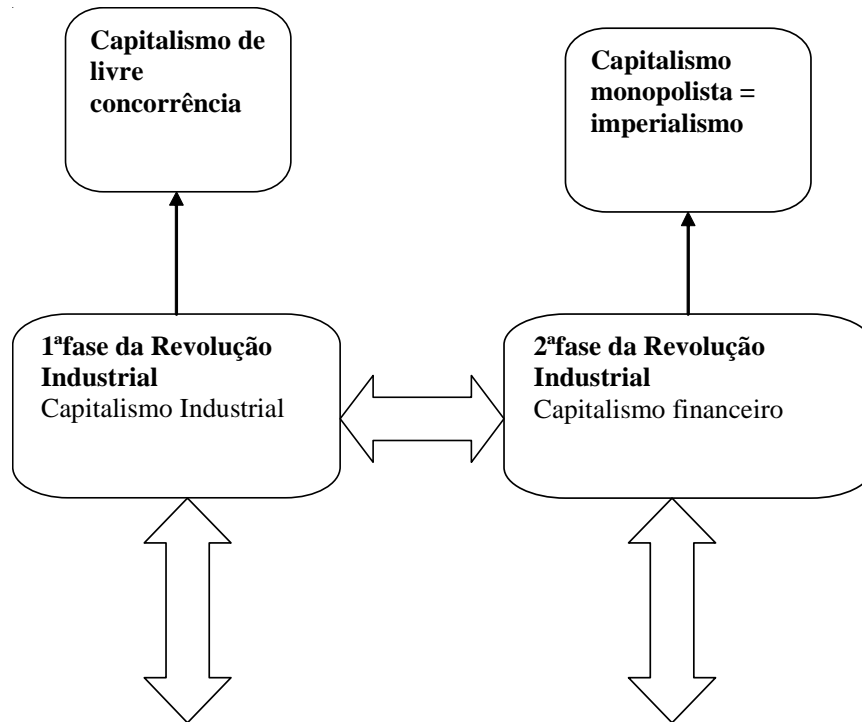 Capitalismo de
livre
concorrência
Capitalismo
monopolista =
imperialismo
1ªfase da Revolução
Industrial
Capitalismo Industrial
2ªfase da Revolução
Industrial
Capitalismo financeiro